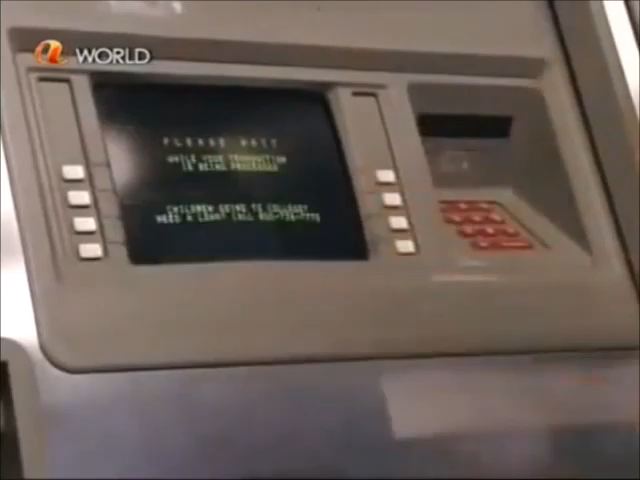 a WORLD
PLEASE WAIT
WHILE YOUR TRANSACTION
IS BEING PROCESSED
CHILDREN GOING TO COLLEGE?
NEED A LOAN? CALL